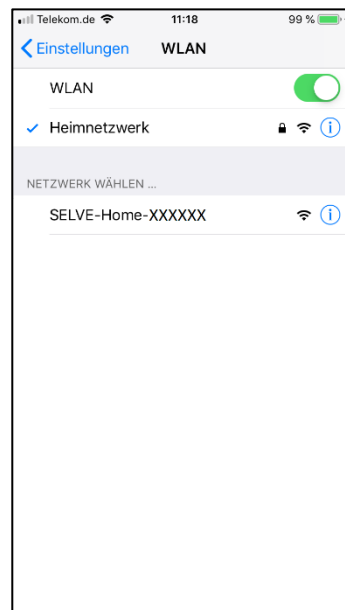 Telekom.de 11:18 99 %
Einstellungen WLAN
WLAN
Heimnetzwerk
NETZWERK WÄHLEN ...
SELVE-Home-XXXXXX